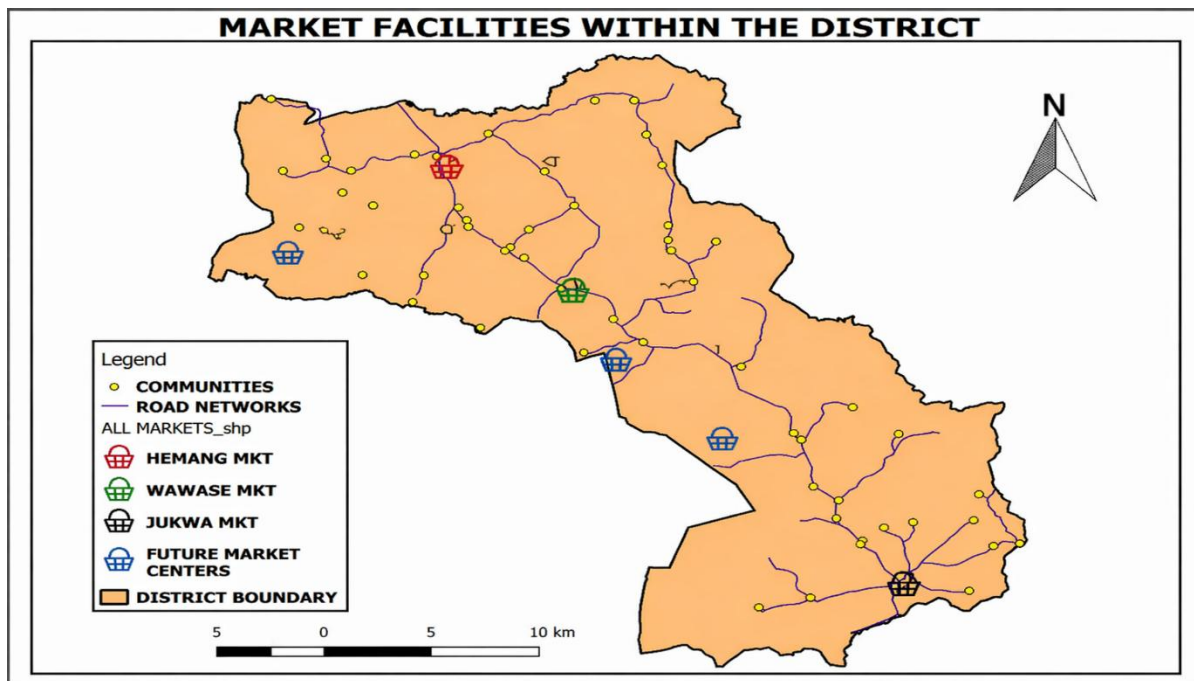 MARKET FACILITIES WITHIN THE DISTRICT
N
Legend
COMMUNITIES
ROAD NETWORKS
ALL MARKETS_shp
HEMANG MKT
WAWASE MKT
JUKWA MKT
FUTURE MARKET
CENTERS
DISTRICT BOUNDARY
5 0 5 10 km